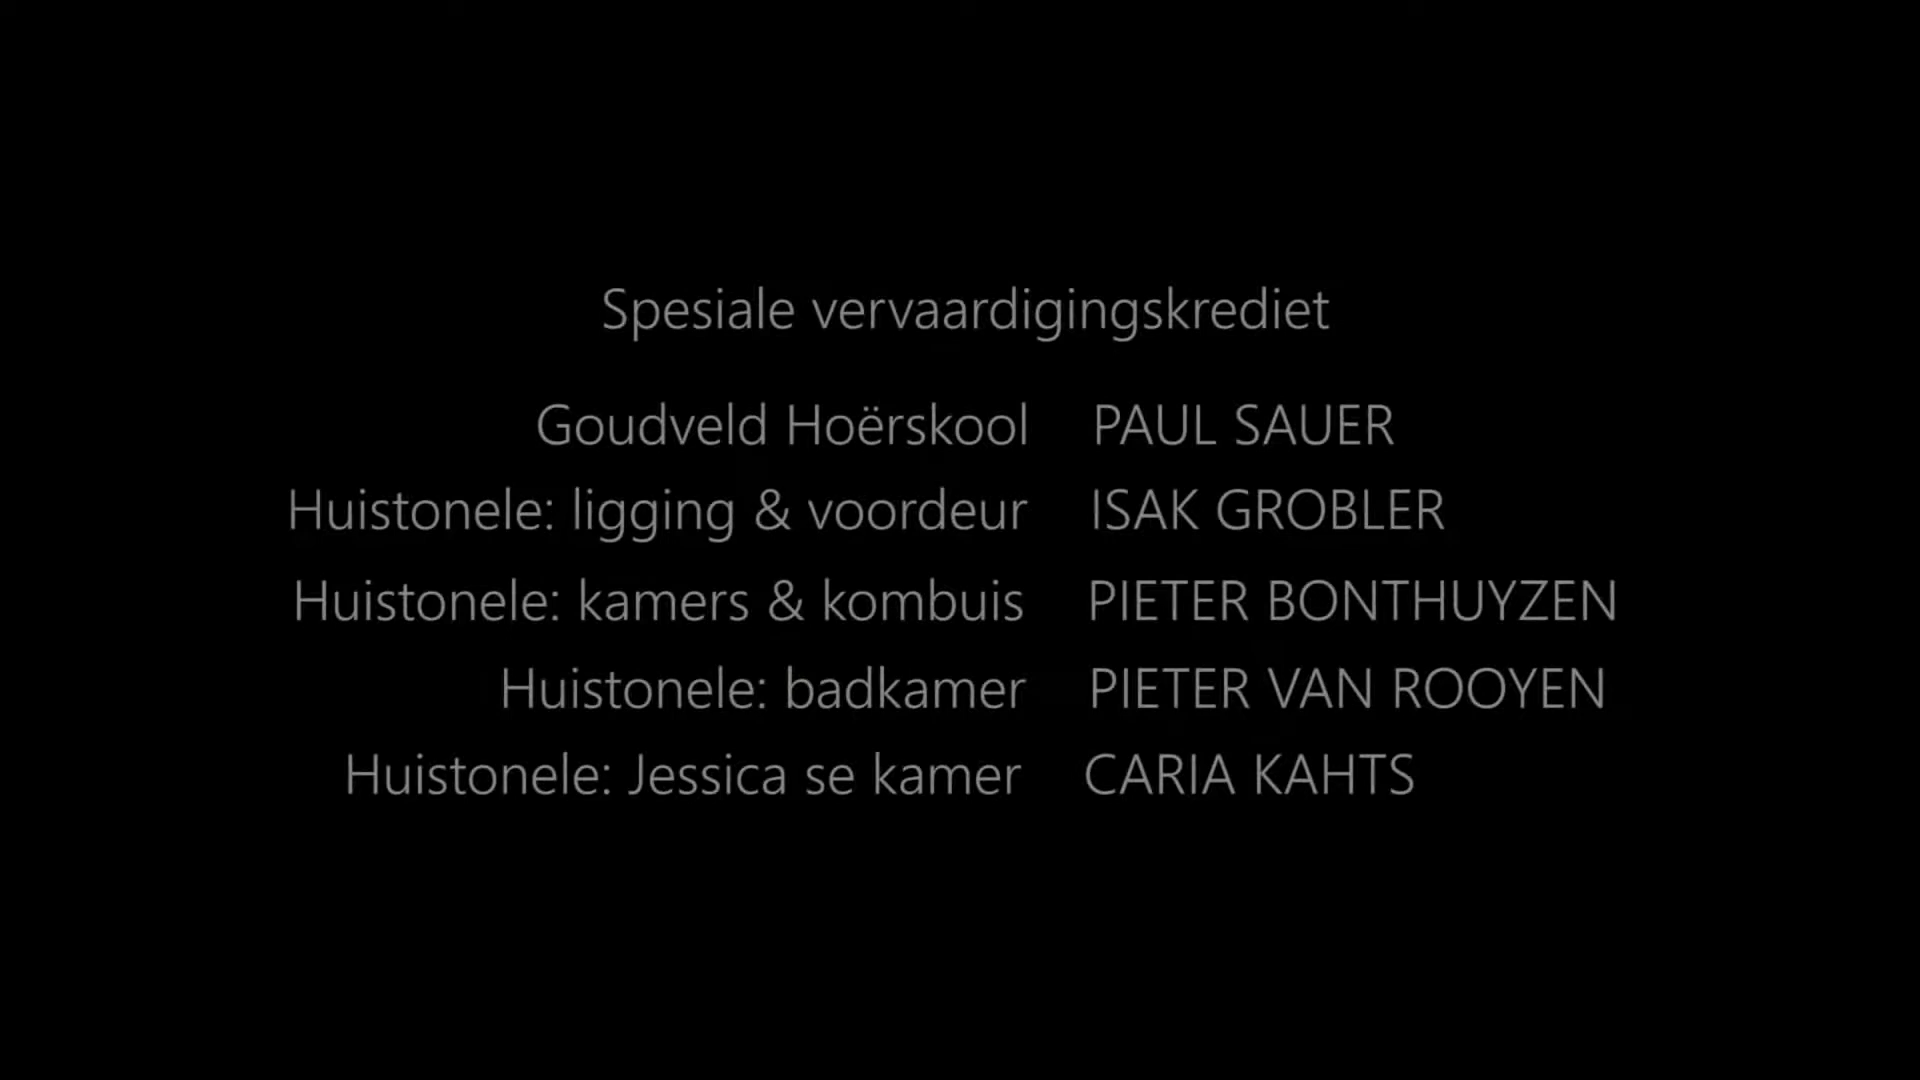 Spesiale vervaardigingskrediet
Goudveld Hoërskool PAUL SAUER
Huistonele: ligging & voordeur ISAK GROBLER
Huistonele: kamers & kombuis PIETER BONTHUYZEN
Huistonele: badkamer PIETER VAN ROOYEN
Huistonele: Jessica se kamer CARIA KAHTS